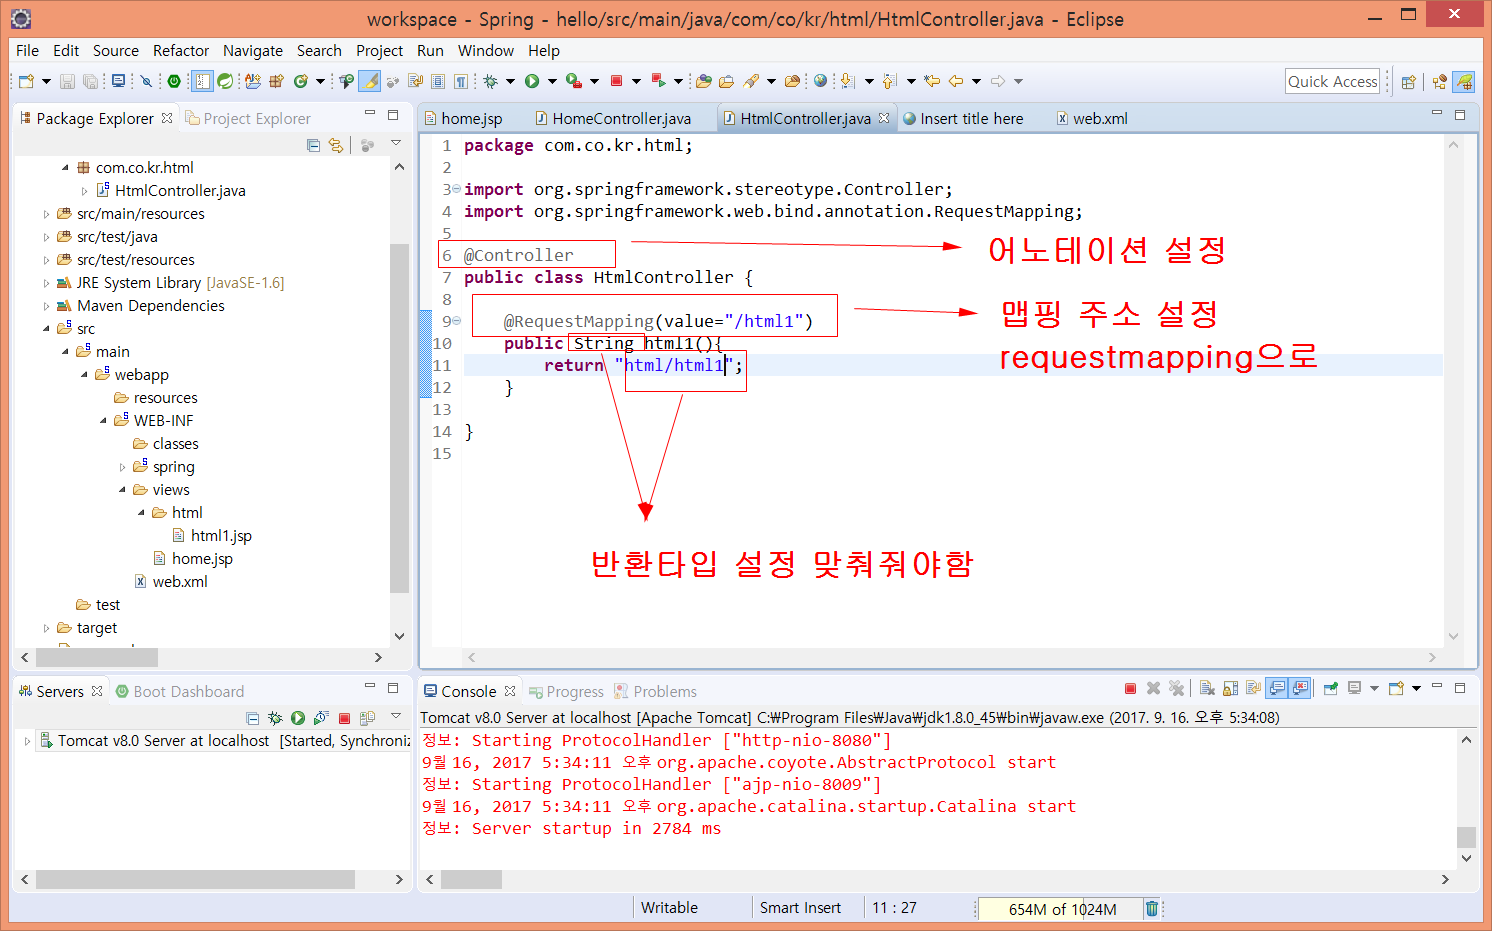 workspace - Spring - hello/src/main/java/com/co/kr/html/HtmlController.java - Eclipse
File Edit Source Refactor Navigate Search Project Run Window Help
Quick Access
Package Explorer Project Explorer
com.co.kr.html
HtmlController.java
src/main/resources
src/test/java
src/test/resources
JRE System Library [JavaSE-1.6]
Maven Dependencies
src
main
webapp
resources
WEB-INF
classes
spring
views
html
html1.jsp
home.jsp
web.xml
test
target
home.jsp HomeController.java HtmlController.java Insert title here web.xml
1 package com.co.kr.html;
2
3 import org.springframework.stereotype.Controller;
4 import org.springframework.web.bind.annotation.RequestMapping;
5
6 @Controller
7 public class HtmlController {
8
9 @RequestMapping(value="/html1")
10 public String html1(){
11 return "html/html1";
12 }
13
14 }
15
어노테이션 설정
맵핑 주소 설정
requestmapping으로
반환타입 설정 맞춰줘야함
Servers Boot Dashboard
Tomcat v8.0 Server at localhost [Started, Synchroniz
Console Progress Problems
Tomcat v8.0 Server at localhost [Apache Tomcat] C:₩Program Files₩Java₩jdk1.8.0_45₩bin₩javaw.exe (2017. 9. 16. 오후 5:34:08)
정보: Starting ProtocolHandler ["http-nio-8080"]
9월 16, 2017 5:34:11 오후 org.apache.coyote.AbstractProtocol start
정보: Starting ProtocolHandler ["ajp-nio-8009"]
9월 16, 2017 5:34:11 오후 org.apache.catalina.startup.Catalina start
정보: Server startup in 2784 ms
Writable Smart Insert 11 : 27 654M of 1024M